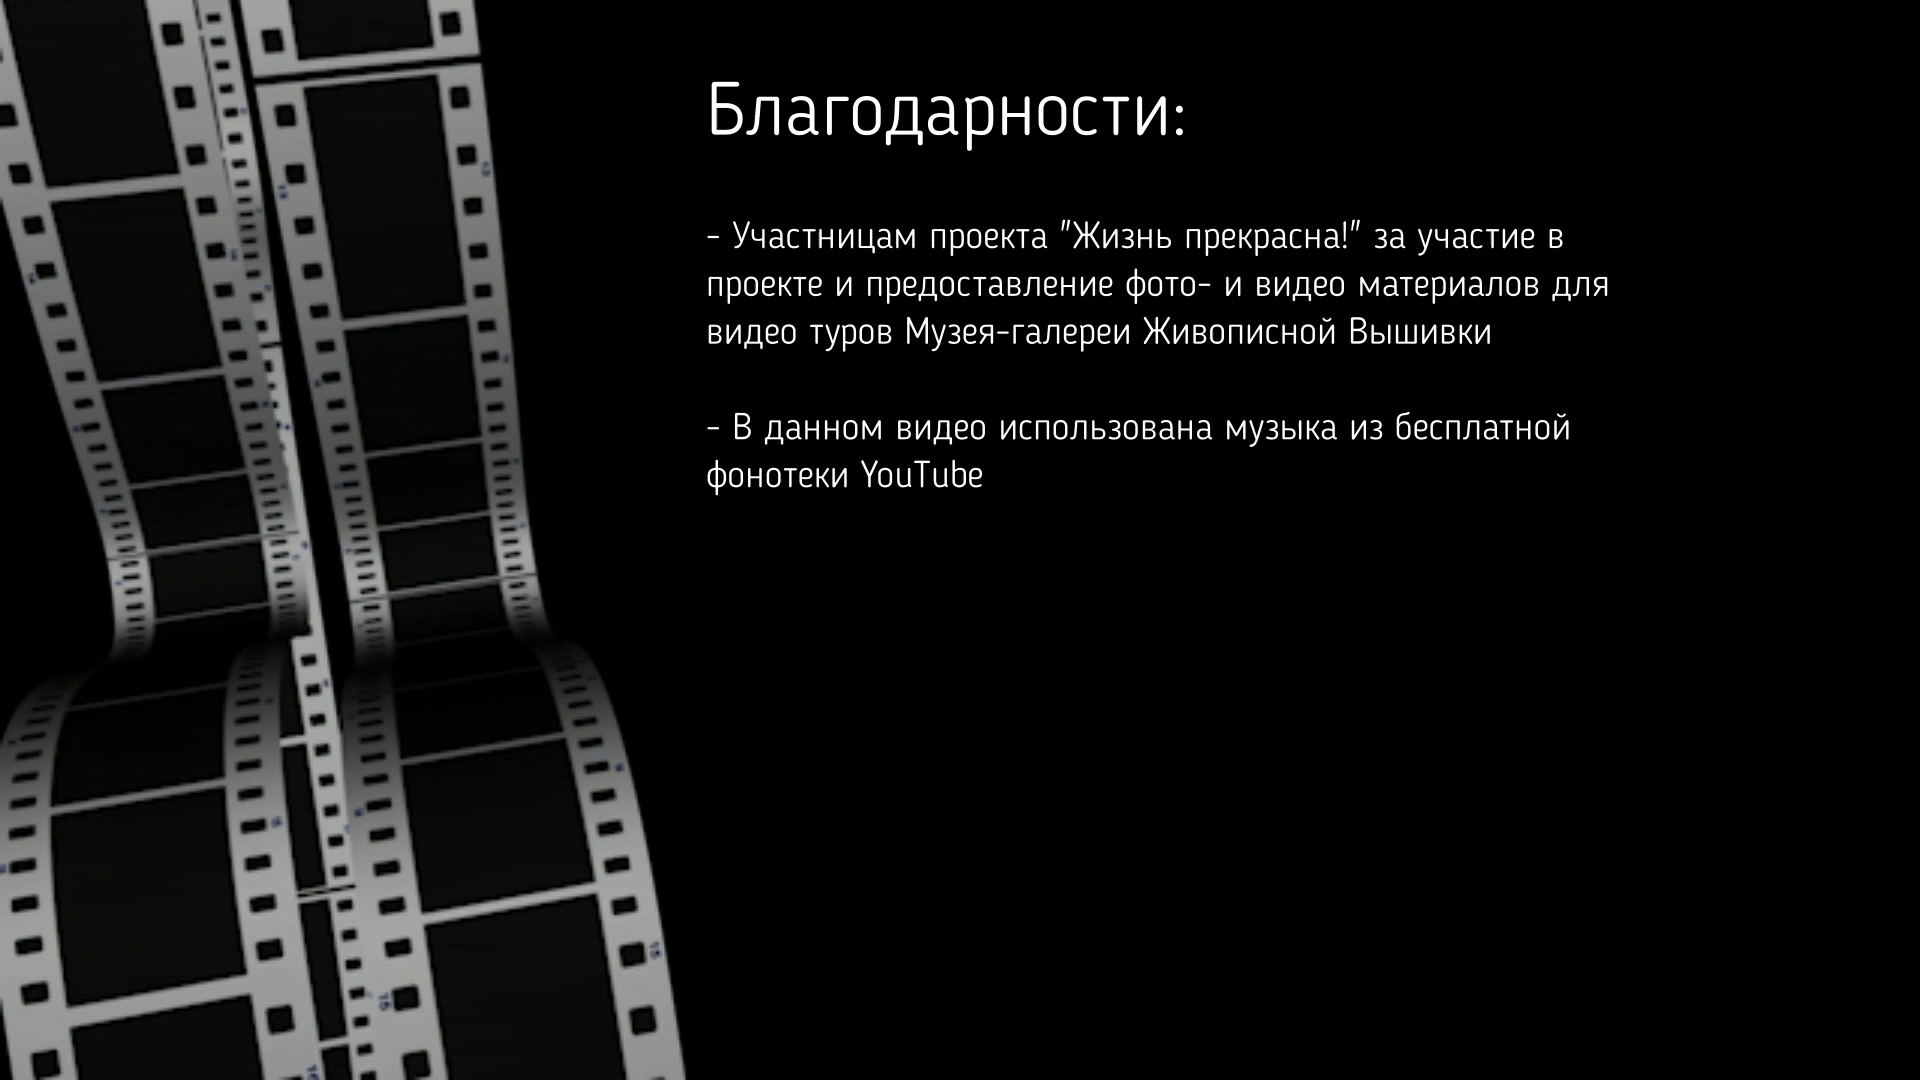 Благодарности:
- Участницам проекта "Жизнь прекрасна!" за участие в
проекте и предоставление фото- и видео материалов для
видео туров Музея-галереи Живописной Вышивки
- В данном видео использована музыка из бесплатной
фонотеки YouTube